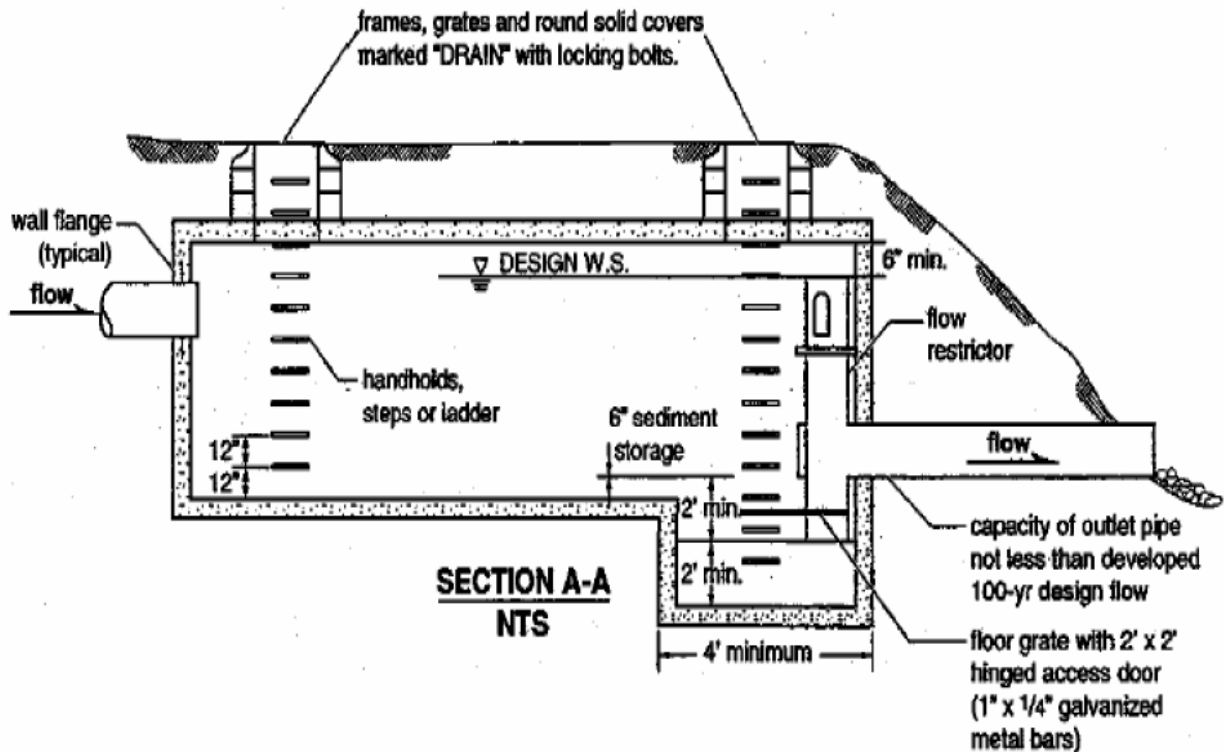 frames, grates and round solid covers
marked "DRAIN" with locking bolts.
wall flange
(typical)
flow
DESIGN W.S.
6" min.
flow
restrictor
handholds,
steps or ladder
6" sediment
storage
12"
12"
flow
2' min.
2' min.
capacity of outlet pipe
not less than developed
100-yr design flow
SECTION A-A
NTS
4' minimum
floor grate with 2' x 2'
hinged access door
(1" x 1/4" galvanized
metal bars)